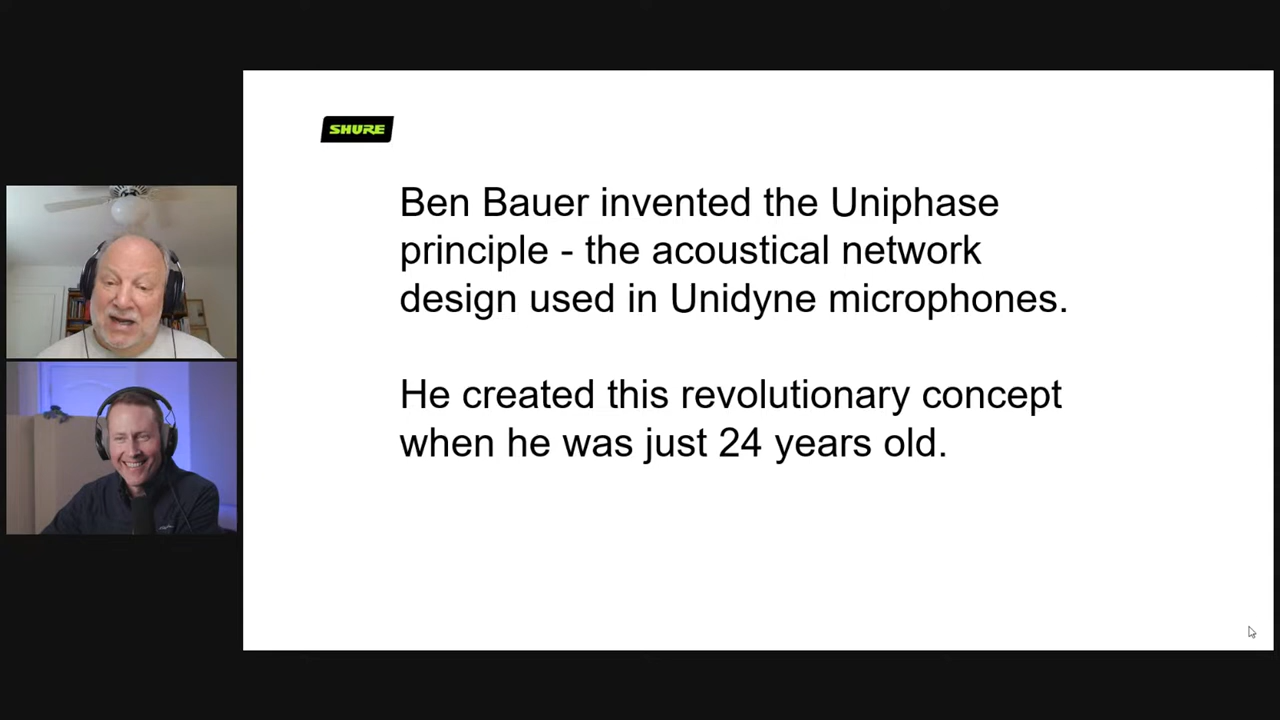 SHURE
Ben Bauer invented the Uniphase
principle - the acoustical network
design used in Unidyne microphones.
He created this revolutionary concept
when he was just 24 years old.